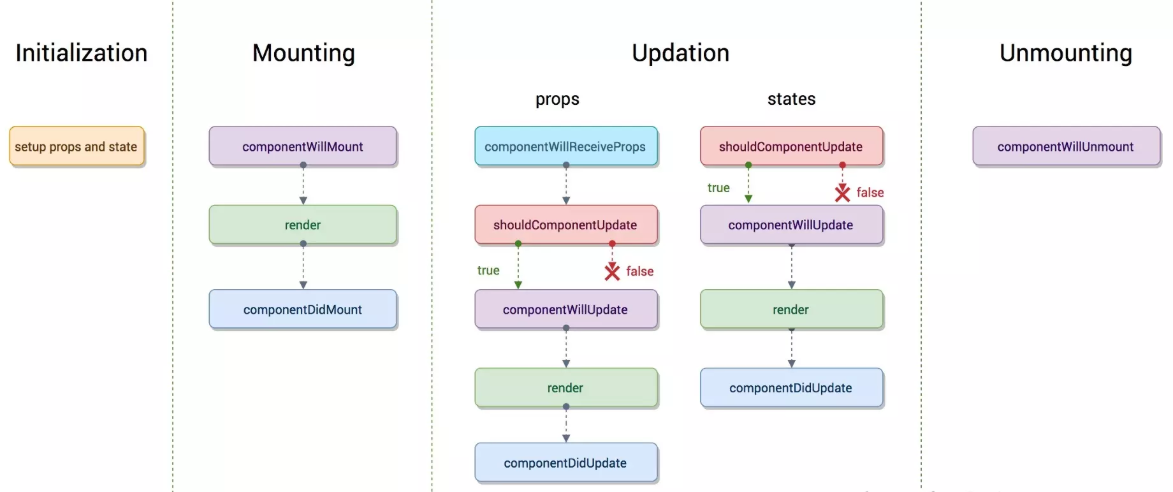 Initialization
setup props and state
Mounting
componentWillMount
render
componentDidMount
Updation
props
componentWillReceiveProps
shouldComponentUpdate
true
false
componentWillUpdate
render
componentDidUpdate
states
shouldComponentUpdate
true
false
componentWillUpdate
render
componentDidUpdate
Unmounting
componentWillUnmount